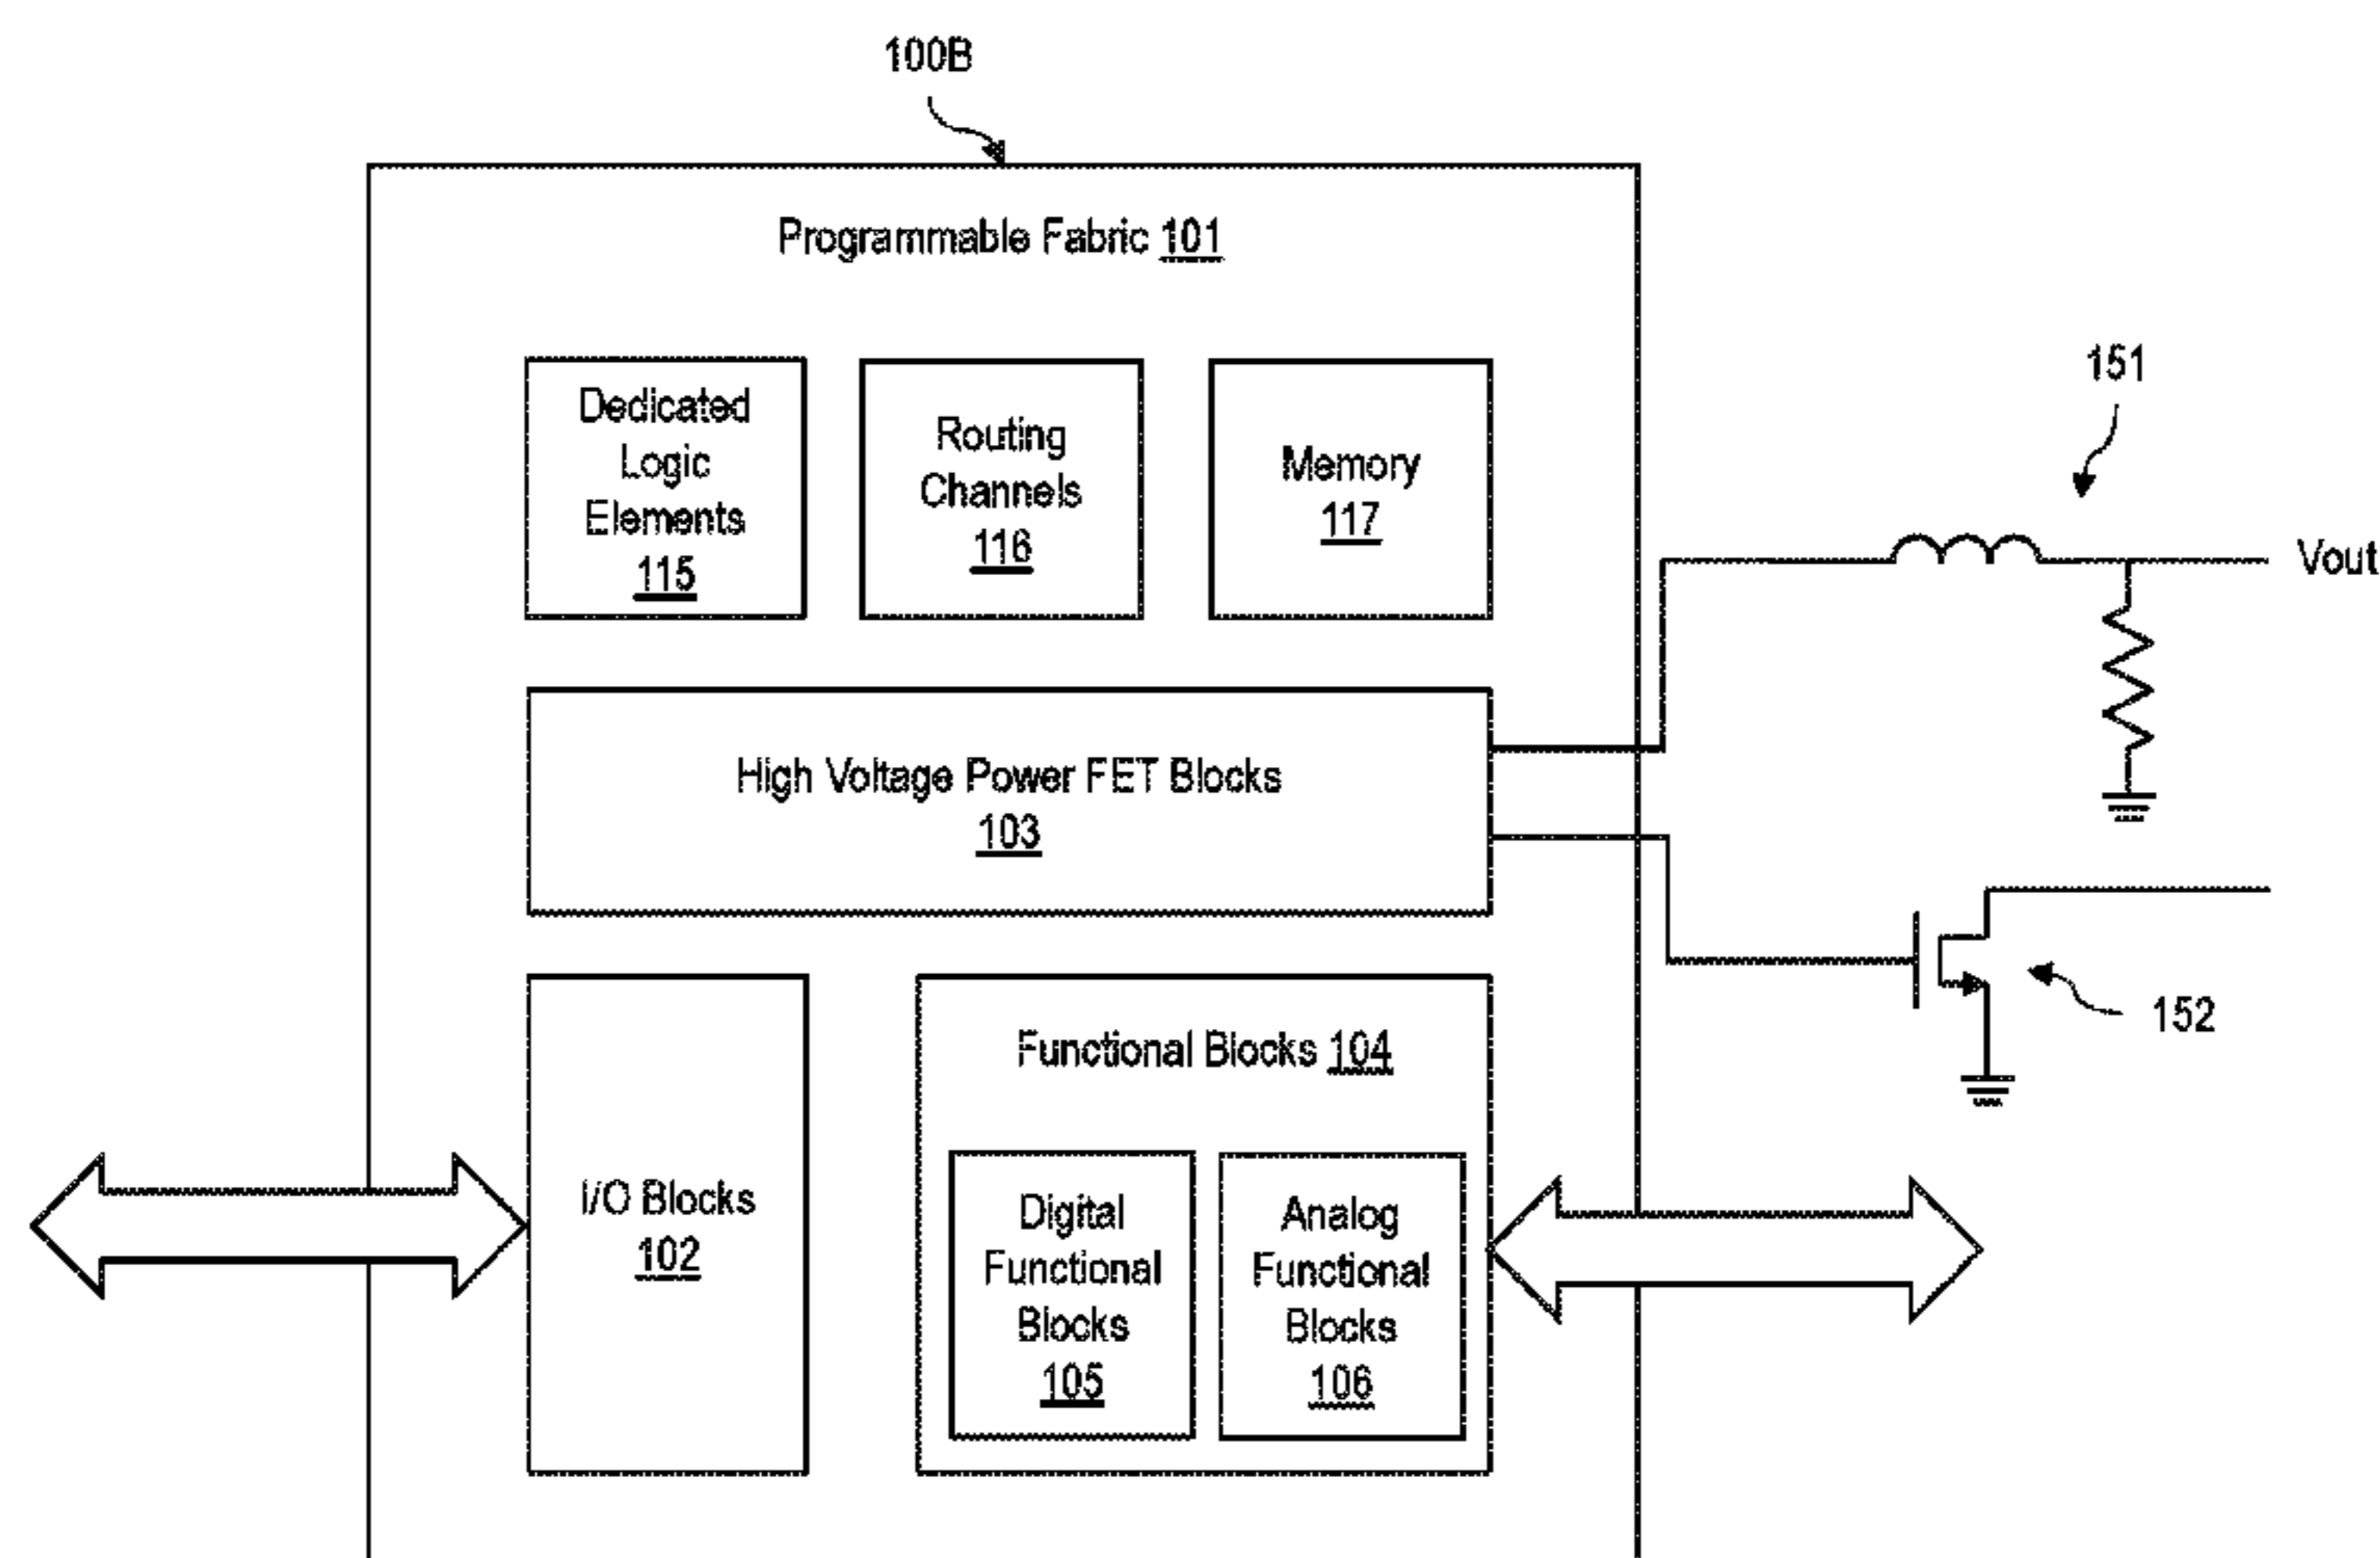 100B
Programmable Fabric 101
Dedicated
Logic
Elements
115
Routing
Channels
116
Memory
117
151
Vout
High Voltage Power FET Blocks
103
152
I/O Blocks
102
Functional Blocks 104
Digital
Functional
Blocks
105
Analog
Functional
Blocks
106